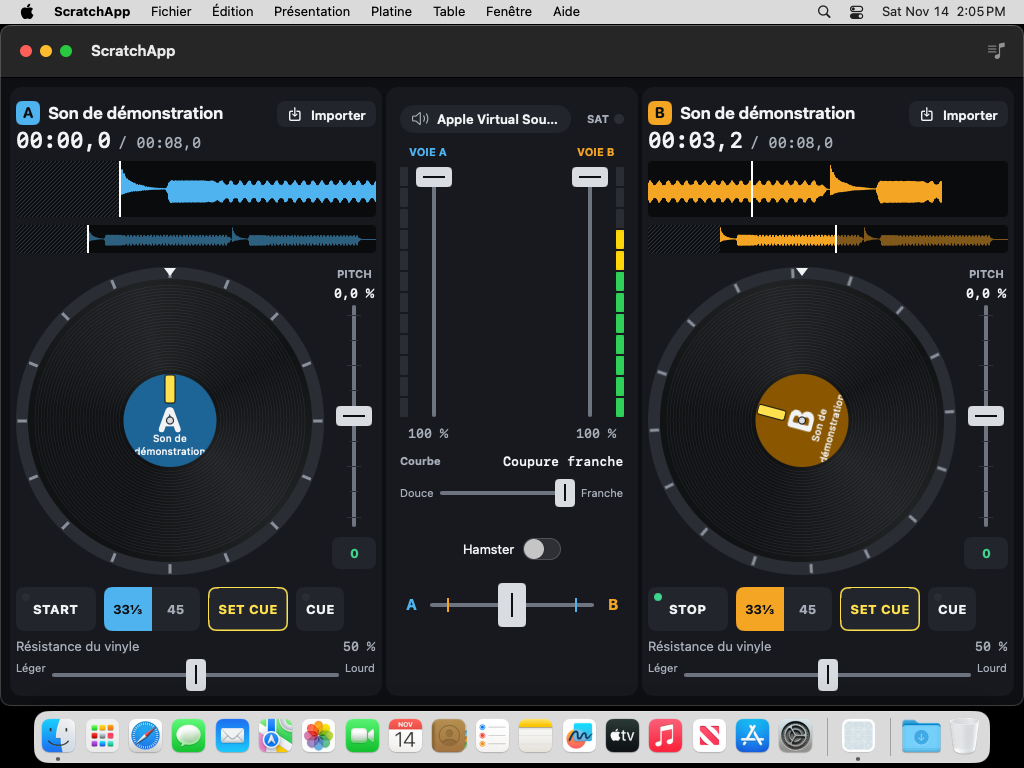 ScratchApp Fichier Édition Présentation Platine Table Fenêtre Aide Sat Nov 14 2:05 PM
ScratchApp
A Son de démonstration Importer
00:00,0 / 00:08,0
PITCH
0,0 %
A
Son de
démonstration
0
START 33⅓ 45 SET CUE CUE
Résistance du vinyle 50 %
Léger Lourd
Apple Virtual Sou... SAT
VOIE A VOIE B
100 % 100 %
Courbe Coupure franche
Douce Franche
Hamster
A B
B Son de démonstration Importer
00:03,2 / 00:08,0
PITCH
0,0 %
B
Son de
démonstration
0
STOP 33⅓ 45 SET CUE CUE
Résistance du vinyle 50 %
Léger Lourd
NOV
14
tv